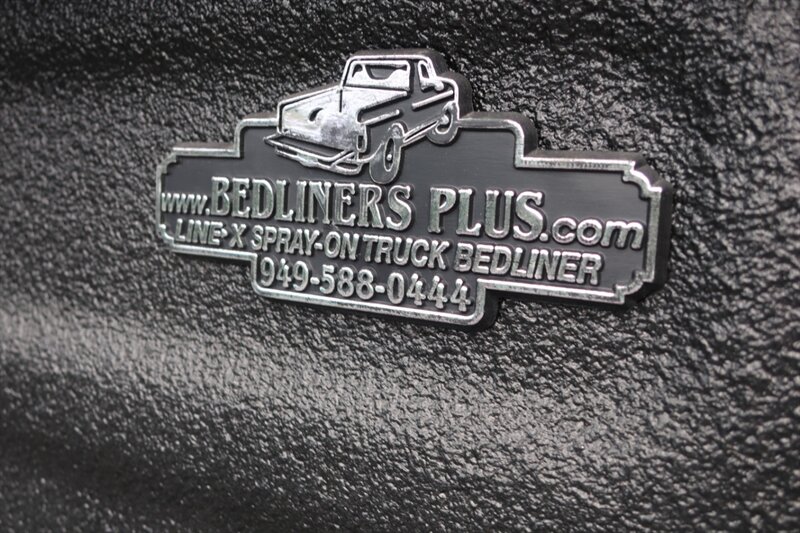 www.BEDLINERS PLUS.com
LINE-X SPRAY-ON TRUCK BEDLINER
949-588-0444